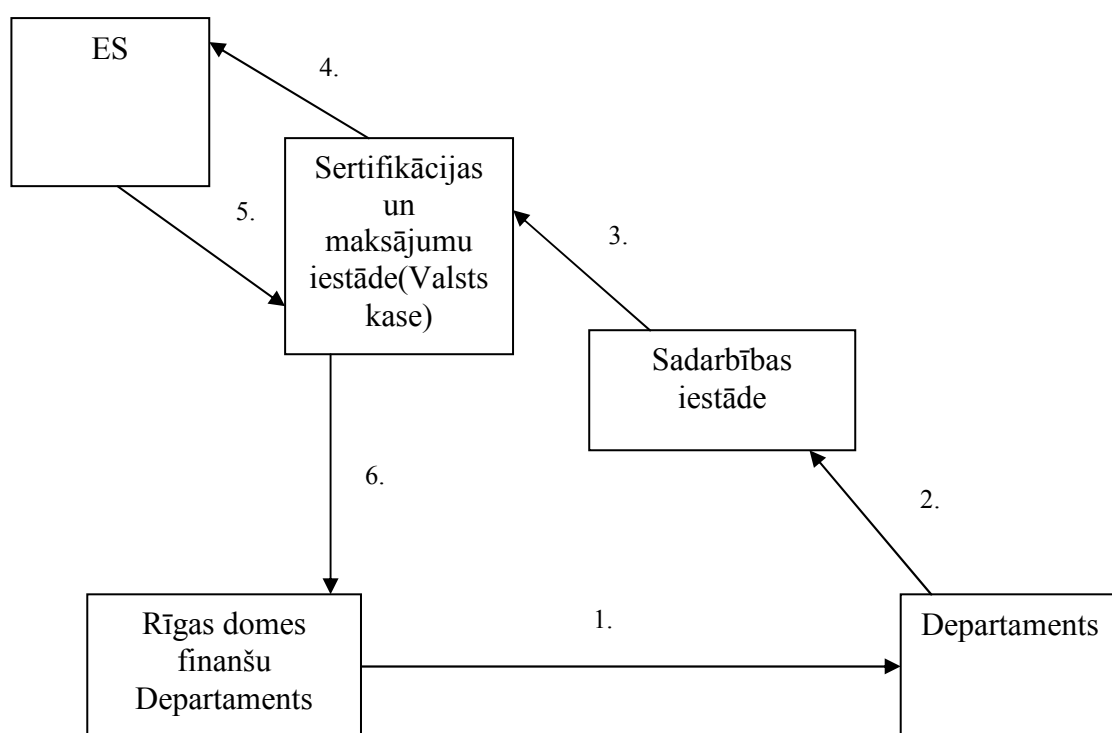 ES
4.
Sertifikācijas
un
maksājumu
iestāde(Valsts
kase)
5.
3.
Sadarbības
iestāde
6.
2.
Rīgas domes
finanšu
Departaments
1.
Departaments